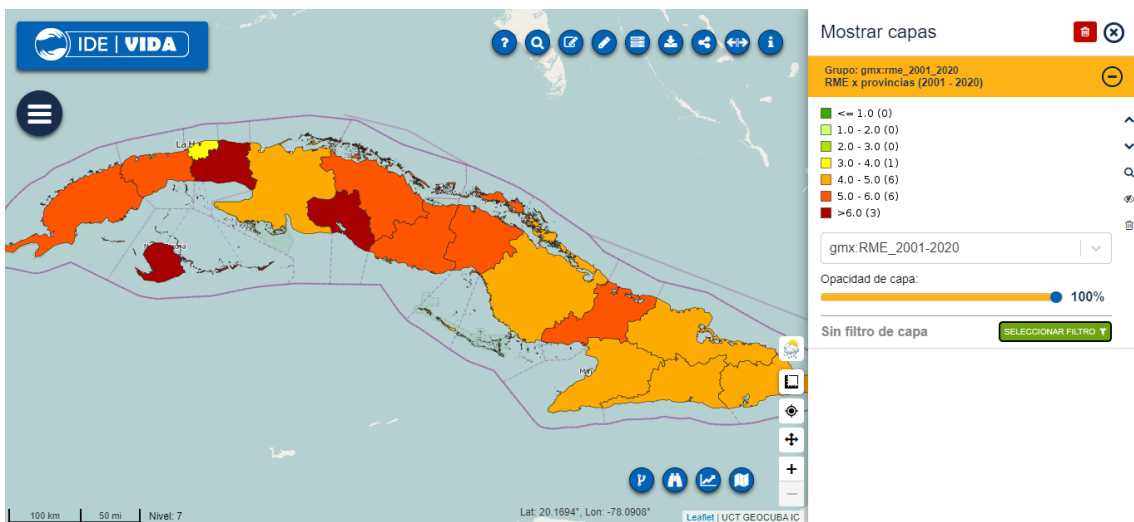 IDE | VIDA
?
i
La H
Mostrar capas
Grupo: gmx:rme_2001_2020
RME x provincias (2001 - 2020)
<= 1.0 (0)
1.0 - 2.0 (0)
2.0 - 3.0 (0)
3.0 - 4.0 (1)
4.0 - 5.0 (6)
5.0 - 6.0 (6)
>6.0 (3)
gmx:RME_2001-2020
Opacidad de capa:
100%
Sin filtro de capa
SELECCIONAR FILTRO
100 km
50 mi
Nivel: 7
Lat: 20.1694°, Lon: -78.0908°
Leaflet | UCT GEOCUBA IC